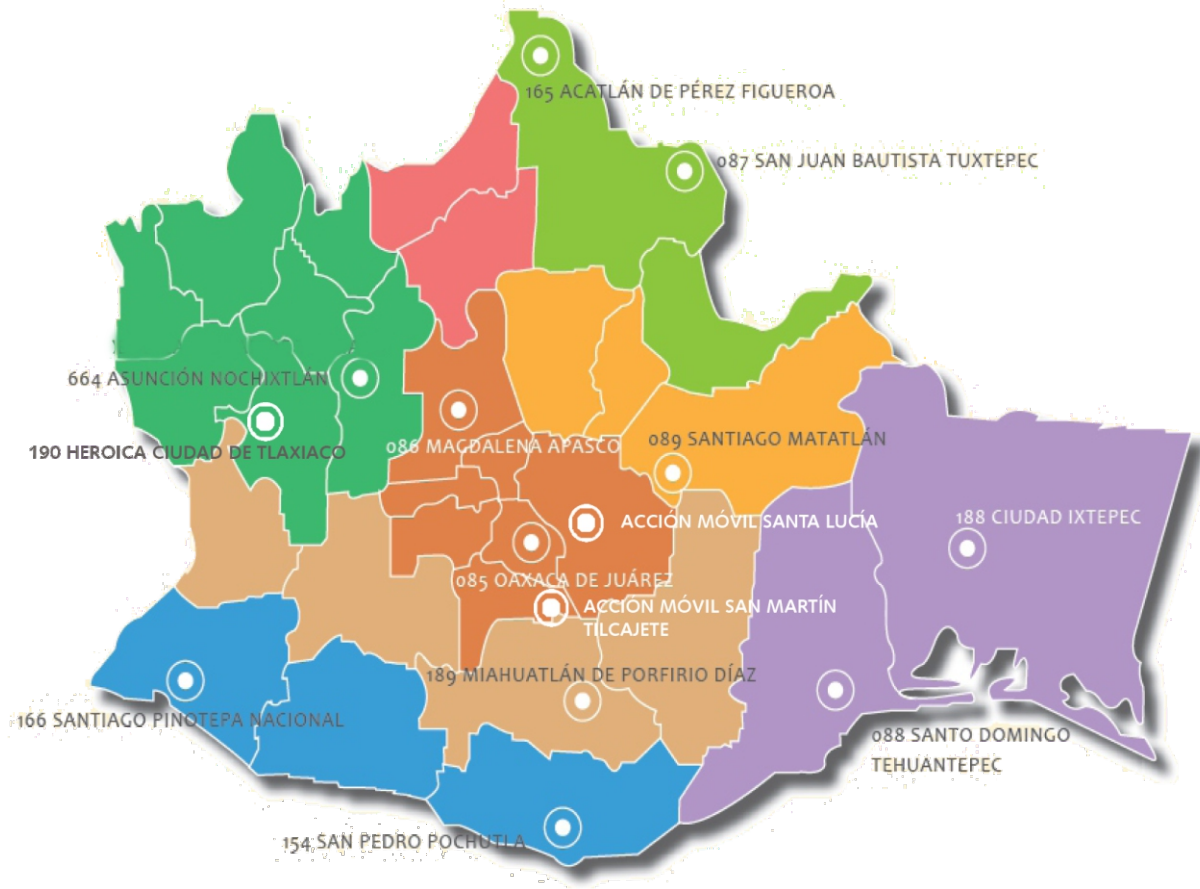 165 ACATLÁN DE PÉREZ FIGUEROA
087 SAN JUAN BAUTISTA TUXTEPEC
664 ASUNCIÓN NOCHIXTLÁN
190 HEROICA CIUDAD DE TLAXIACO
086 MAGDALENA APASCO
089 SANTIAGO MATATLÁN
ACCIÓN MÓVIL SANTA LUCÍA
188 CIUDAD IXTEPEC
085 OAXACA DE JUÁREZ
ACCIÓN MÓVIL SAN MARTÍN
TILCAJETE
189 MIAHUATLÁN DE PORFIRIO DÍAZ
166 SANTIAGO PINOTEPA NACIONAL
088 SANTO DOMINGO
TEHUANTEPEC
154 SAN PEDRO POCHUTLA